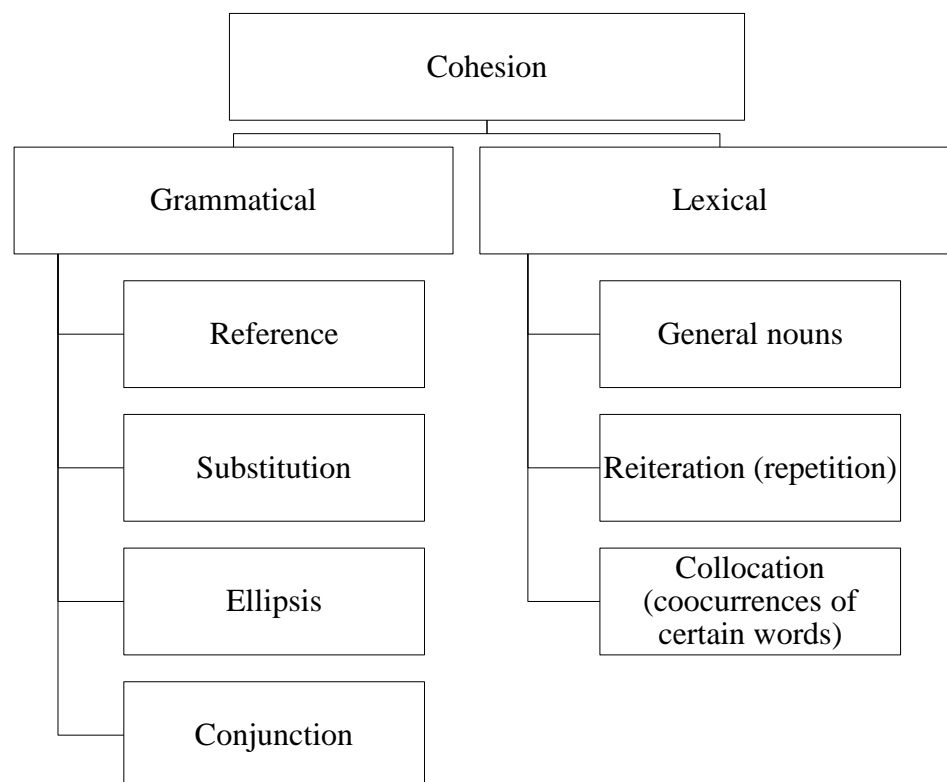 Cohesion
Grammatical
Reference
Substitution
Ellipsis
Conjunction
Lexical
General nouns
Reiteration (repetition)
Collocation
(coocurrences of
certain words)